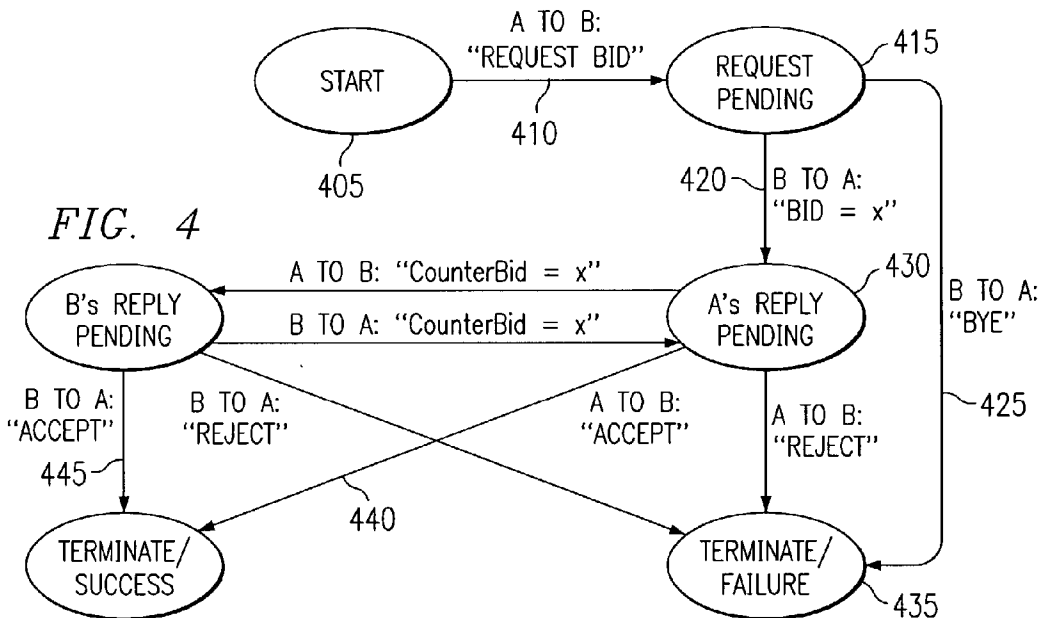 A TO B:
“REQUEST BID”
START
REQUEST
PENDING
415
410
405
420
B TO A:
“BID = x”
FIG. 4
430
A TO B: “CounterBid = x”
B's REPLY
PENDING
A's REPLY
PENDING
B TO A:
“BYE”
B TO A: “CounterBid = x”
425
B TO A:
“ACCEPT”
B TO A:
“REJECT”
A TO B:
“ACCEPT”
A TO B:
“REJECT”
445
440
TERMINATE/
SUCCESS
TERMINATE/
FAILURE
435